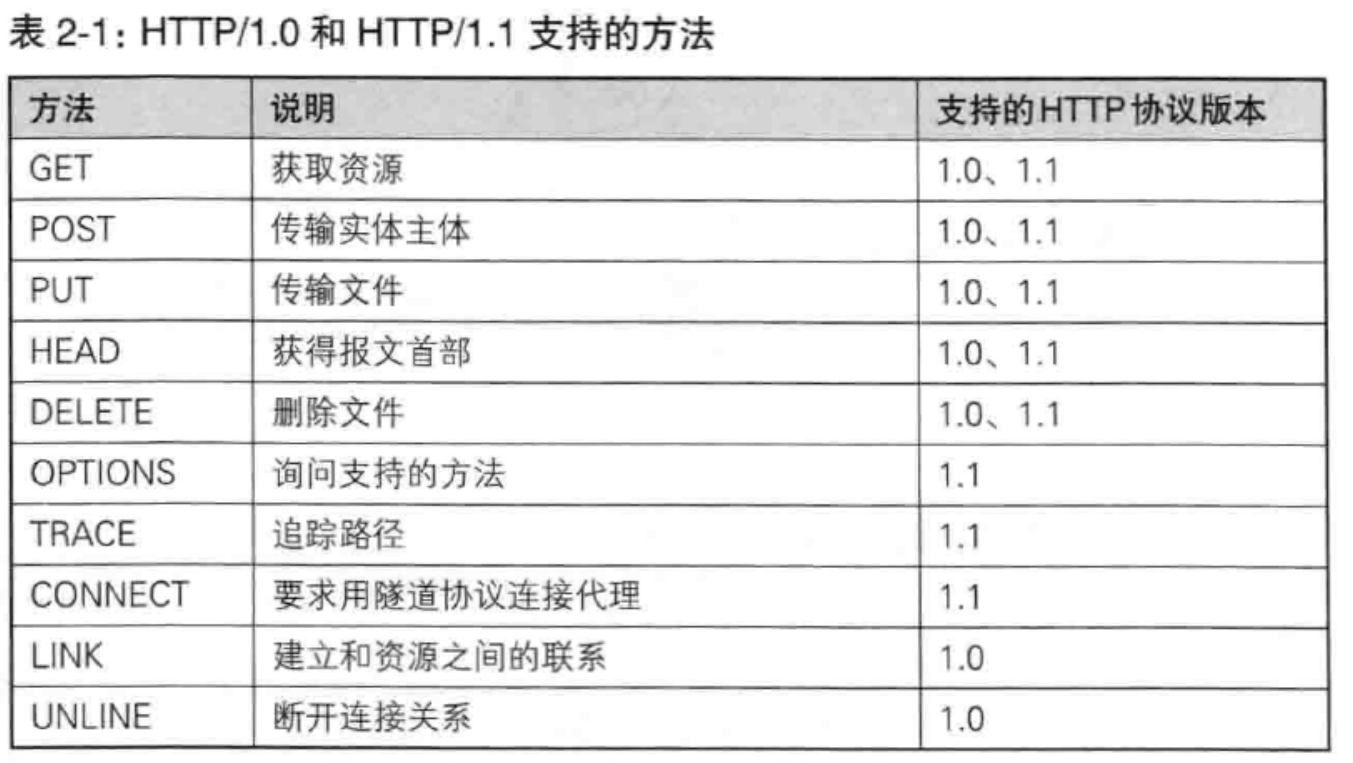 表 2-1：HTTP/1.0 和 HTTP/1.1 支持的方法
方法 说明 支持的HTTP协议版本
GET 获取资源 1.0、1.1
POST 传输实体主体 1.0、1.1
PUT 传输文件 1.0、1.1
HEAD 获得报文首部 1.0、1.1
DELETE 删除文件 1.0、1.1
OPTIONS 询问支持的方法 1.1
TRACE 追踪路径 1.1
CONNECT 要求用隧道协议连接代理 1.1
LINK 建立和资源之间的联系 1.0
UNLINE 断开连接关系 1.0